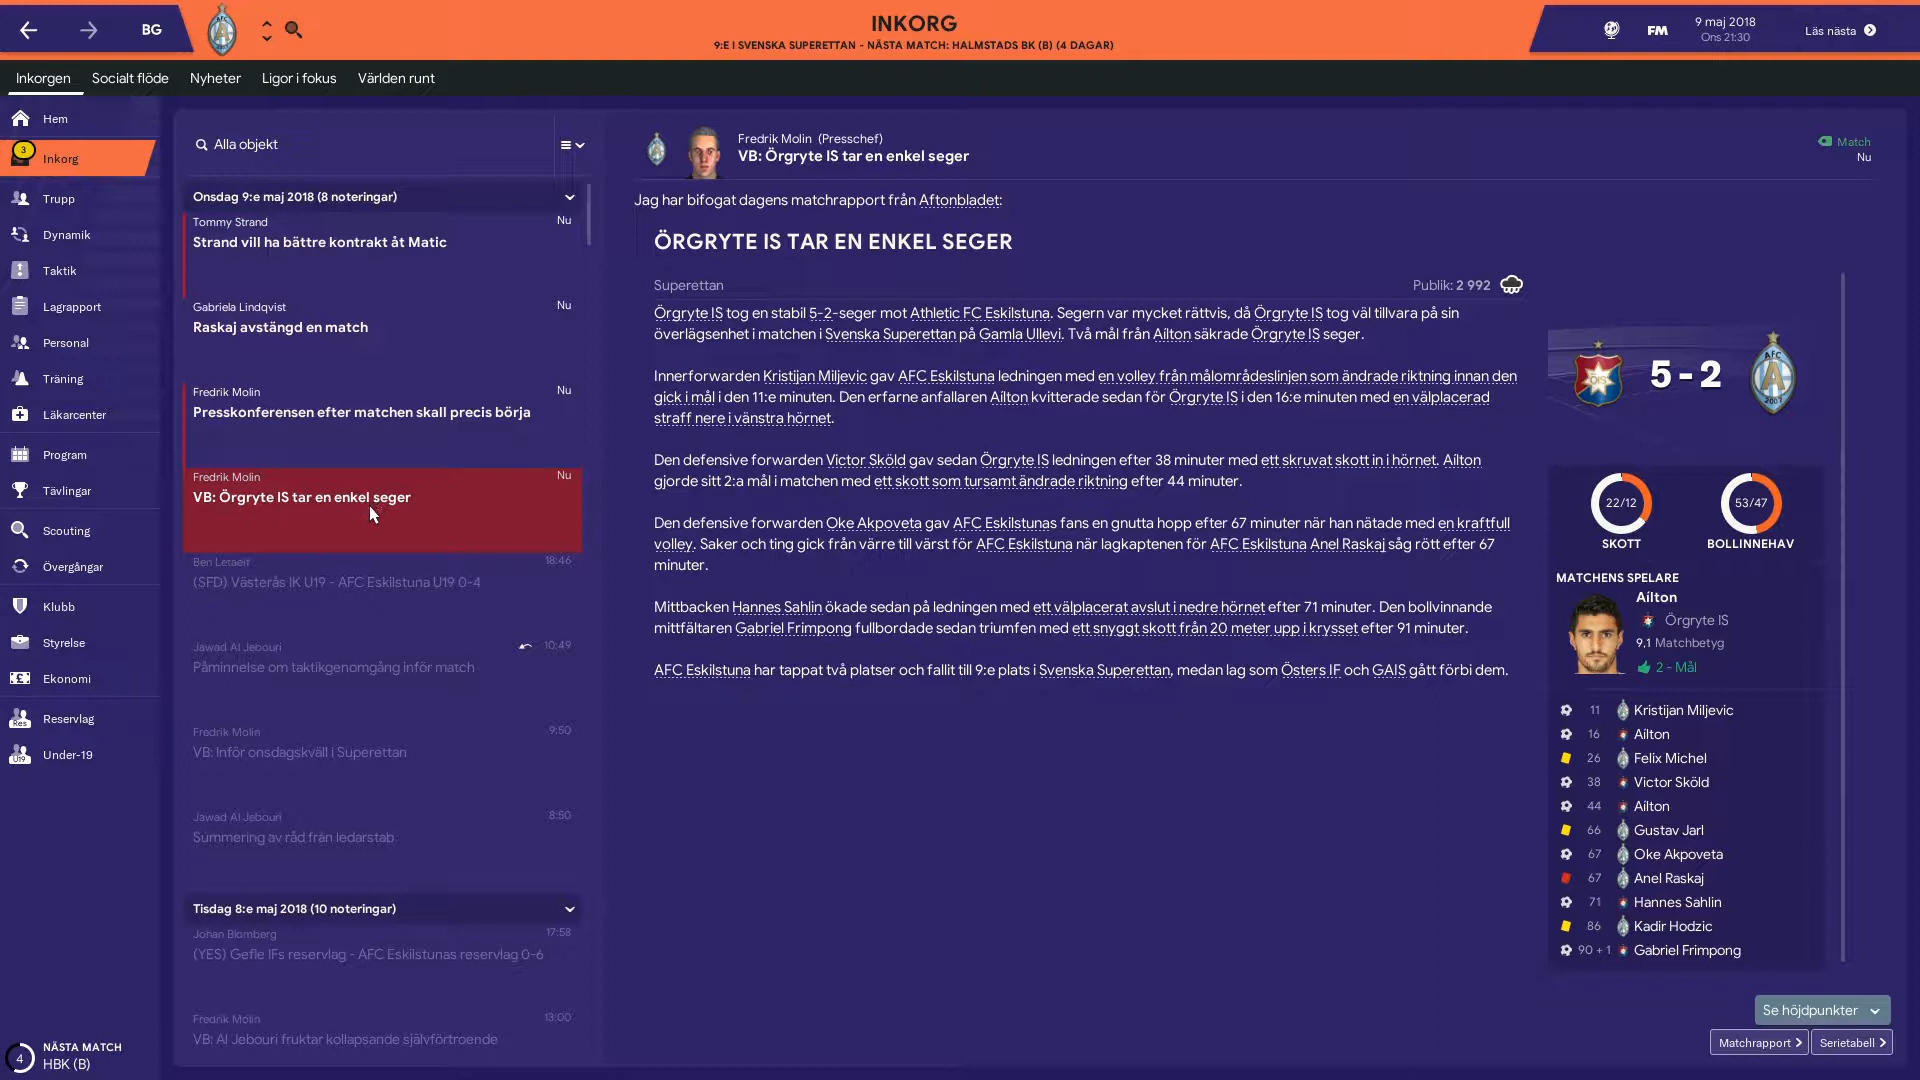 BG
INKORG
9:E I SVENSKA SUPERETTAN - NÄSTA MATCH: HALMSTADS BK (B) (4 DAGAR)
FM
9 maj 2018
Ons 21:30
Läs nästa
Inkorgen
Socialt flöde
Nyheter
Ligor i fokus
Världen runt
Hem
3
Inkorg
Trupp
Dynamik
Taktik
Lagrapport
Personal
Träning
Läkarcenter
Program
Tävlingar
Scouting
Övergångar
Klubb
Styrelse
Ekonomi
Res
Reservlag
U19
Under-19
4
NÄSTA MATCH
HBK (B)
Alla objekt
Onsdag 9:e maj 2018 (8 noteringar)
Tommy Strand
Nu
Strand vill ha bättre kontrakt åt Matic
Gabriela Lindqvist
Nu
Raskaj avstängd en match
Fredrik Molin
Nu
Presskonferensen efter matchen skall precis börja
Fredrik Molin
Nu
VB: Örgryte IS tar en enkel seger
Ben Letaeif
18:46
(SFD) Västerås IK U19 - AFC Eskilstuna U19 0-4
Jawad Al Jebouri
10:49
Påminnelse om taktikgenomgång inför match
Fredrik Molin
9:50
VB: Inför onsdagskväll i Superettan
Jawad Al Jebouri
8:50
Summering av råd från ledarstab
Tisdag 8:e maj 2018 (10 noteringar)
Johan Blomberg
17:58
(YES) Gefle IFs reservlag - AFC Eskilstunas reservlag 0-6
Fredrik Molin
13:00
VB: Al Jebouri fruktar kollapsande självförtroende
Fredrik Molin (Presschef)
VB: Örgryte IS tar en enkel seger
Match
Nu
Jag har bifogat dagens matchrapport från Aftonbladet:
ÖRGRYTE IS TAR EN ENKEL SEGER
Superettan
Publik: 2 992
Örgryte IS tog en stabil 5-2-seger mot Athletic FC Eskilstuna. Segern var mycket rättvis, då Örgryte IS tog väl tillvara på sin
överlägsenhet i matchen i Svenska Superettan på Gamla Ullevi. Två mål från Aílton säkrade Örgryte IS seger.
Innerforwarden Kristijan Miljevic gav AFC Eskilstuna ledningen med en volley från målområdeslinjen som ändrade riktning innan den
gick i mål i den 11:e minuten. Den erfarne anfallaren Aílton kvitterade sedan för Örgryte IS i den 16:e minuten med en välplacerad
straff nere i vänstra hörnet.
Den defensive forwarden Victor Sköld gav sedan Örgryte IS ledningen efter 38 minuter med ett skruvat skott in i hörnet. Aílton
gjorde sitt 2:a mål i matchen med ett skott som tursamt ändrade riktning efter 44 minuter.
Den defensive forwarden Oke Akpoveta gav AFC Eskilstunas fans en gnutta hopp efter 67 minuter när han nätade med en kraftfull
volley. Saker och ting gick från värre till värst för AFC Eskilstuna när lagkaptenen för AFC Eskilstuna Anel Raskaj såg rött efter 67
minuter.
Mittbacken Hannes Sahlin ökade sedan på ledningen med ett välplacerat avslut i nedre hörnet efter 71 minuter. Den bollvinnande
mittfältaren Gabriel Frimpong fullbordade sedan triumfen med ett snyggt skott från 20 meter upp i krysset efter 91 minuter.
AFC Eskilstuna har tappat två platser och fallit till 9:e plats i Svenska Superettan, medan lag som Östers IF och GAIS gått förbi dem.
5 - 2
22/12
SKOTT
53/47
BOLLINNEHAV
MATCHENS SPELARE
Aílton
Örgryte IS
9,1 Matchbetyg
2 - Mål
11 Kristijan Miljevic
16 Aílton
26 Felix Michel
38 Victor Sköld
44 Aílton
66 Gustav Jarl
67 Oke Akpoveta
67 Anel Raskaj
71 Hannes Sahlin
86 Kadir Hodzic
90 + 1 Gabriel Frimpong
Se höjdpunkter
Matchrapport
Serietabell